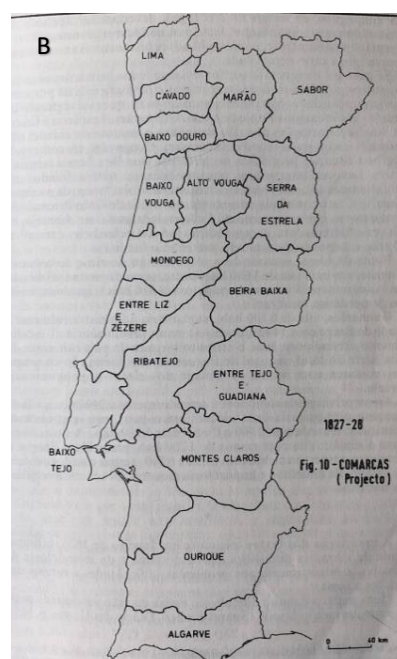 B
LIMA
CÁVADO
MARÃO
SABOR
BAIXO DOURO
BAIXO
VOUGA
ALTO VOUGA
SERRA
DA
ESTRELA
MONDEGO
BEIRA BAIXA
ENTRE LIZ
E
ZÊZERE
RIBATEJO
ENTRE TEJO
E
GUADIANA
1827-28
BAIXO
TEJO
MONTES CLAROS
Fig. 10 - COMARCAS
( Projecto )
OURIQUE
ALGARVE
0 40 km